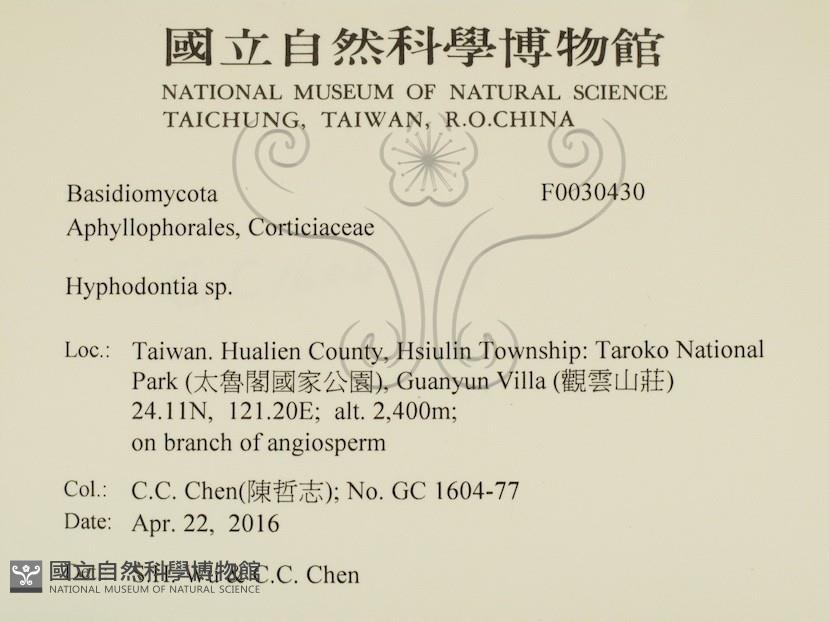 國立自然科學博物館
NATIONAL MUSEUM OF NATURAL SCIENCE
TAICHUNG, TAIWAN, R.O.CHINA
Basidiomycota F0030430
Aphyllophorales, Corticiaceae
Hyphodontia sp.
Loc.: Taiwan. Hualien County, Hsiulin Township: Taroko National
Park (太魯閣國家公園), Guanyun Villa (觀雲山莊)
24.11N, 121.20E; alt. 2,400m;
on branch of angiosperm
Col.: C.C. Chen(陳哲志); No. GC 1604-77
Date: Apr. 22, 2016
S.H. Wu & C.C. Chen
國立自然科學博物館
NATIONAL MUSEUM OF NATURAL SCIENCE